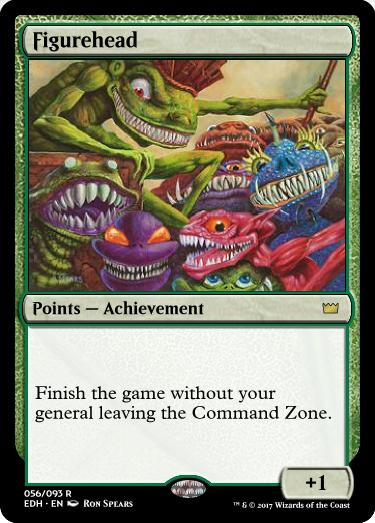 Figurehead
SPEARS
Points — Achievement
Finish the game without your
general leaving the Command Zone.
+1
056/093 R
EDH • EN RON SPEARS
™ & © 2017 Wizards of the Coast